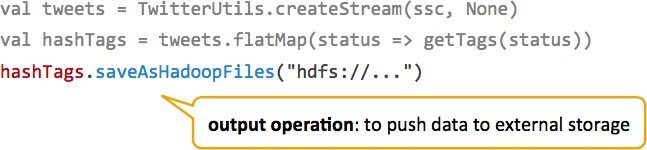 val tweets = TwitterUtils.createStream(ssc, None)
val hashTags = tweets.flatMap(status => getTags(status))
hashTags.saveAsHadoopFiles("hdfs://...")
output operation: to push data to external storage